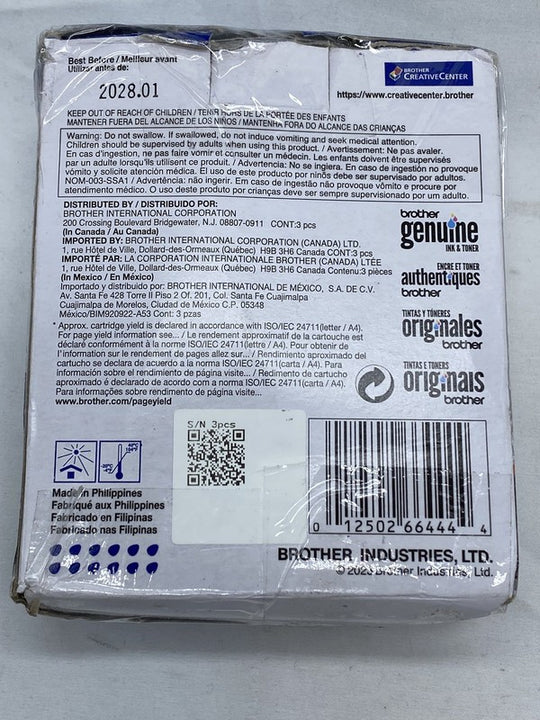 Best Before / Meilleur avant
Utilizar antes de:
2028.01
BROTHER
CREATIVECENTER
https://www.creativecenter.brother
KEEP OUT OF REACH OF CHILDREN / TENIR HORS DE LA PORTÉE DES ENFANTS
MANTENER FUERA DEL ALCANCE DE LOS NIÑOS / MANTENHA FORA DO ALCANCE DAS CRIANÇAS
Warning: Do not swallow. If swallowed, do not induce vomiting and seek medical attention.
Children should be supervised by adults when using this product. / Avertissement: Ne pas avaler.
En cas d'ingestion, ne pas faire vomir et consulter un médecin. Les enfants doivent être supervisés
par un adulte lorsqu'ils utilisent ce produit. / Advertencia: No se ingiera. En caso de ingestión no provoque
vómito y solicite atención médica. El uso de este producto por niños debe ser supervisado por adultos.
NOM-003-SSA1 / Advertência: não ingerir. Em caso de ingestão não provoque vômito e procure por
atendimento médico. O uso deste produto por crianças deve ser sempre supervisionado por um adulto.
DISTRIBUTED BY / DISTRIBUIDO POR:
BROTHER INTERNATIONAL CORPORATION
200 Crossing Boulevard Bridgewater, N.J. 08807-0911 CONT:3 pcs
(In Canada / Au Canada)
IMPORTED BY: BROTHER INTERNATIONAL CORPORATION (CANADA) LTD.
1, rue Hôtel de Ville, Dollard-des-Ormeaux (Québec) H9B 3H6 Canada CONT:3 pcs
IMPORTÉ PAR: LA CORPORATION INTERNATIONALE BROTHER (CANADA) LTÉE
1, rue Hôtel de Ville, Dollard-des-Ormeaux (Québec) H9B 3H6 Canada Contenu:3 pièces
(In Mexico / En México)
Importado y distribuido por: BROTHER INTERNATIONAL DE MÉXICO, S.A. DE C.V.
Av. Santa Fe 428 Torre II Piso 2 Of. 201, Col. Santa Fe Cuajimalpa
Cuajimalpa de Morelos, Ciudad de México C.P. 05348
México/BIM920922-A53 Cont: 3 pzas
* Approx. cartridge yield is declared in accordance with ISO/IEC 24711(letter / A4).
For page yield information see... / Le rendement approximatif de la cartouche est
déclaré conformément à la norme ISO/IEC 24711(lettre / A4). Pour obtenir de
l'information sur le rendement de pages allez sur... / Rendimiento aproximado del
cartucho se declara de acuerdo a la norma ISO/IEC 24711(carta / A4). Para
información sobre el rendimiento de página visite... / Redimento de cartucho
aproximado é declarado de acordo com a norma ISO/IEC 24711(carta / A4).
Para informações sobre rendimento de página visite...
www.brother.com/pageyield
brother
genuine
INK & TONER
ENCRE ET TONER
authentiques
brother
TINTAS Y TÓNERES
originales
brother
TINTAS E TONERS
originais
brother
S/N 3pcs
Made in Philippines
Fabriqué aux Philippines
Fabricado en Filipinas
Fabricado nas Filipinas
0 12502 66444 4
BROTHER INDUSTRIES, LTD.
Brother Industries, Ltd.